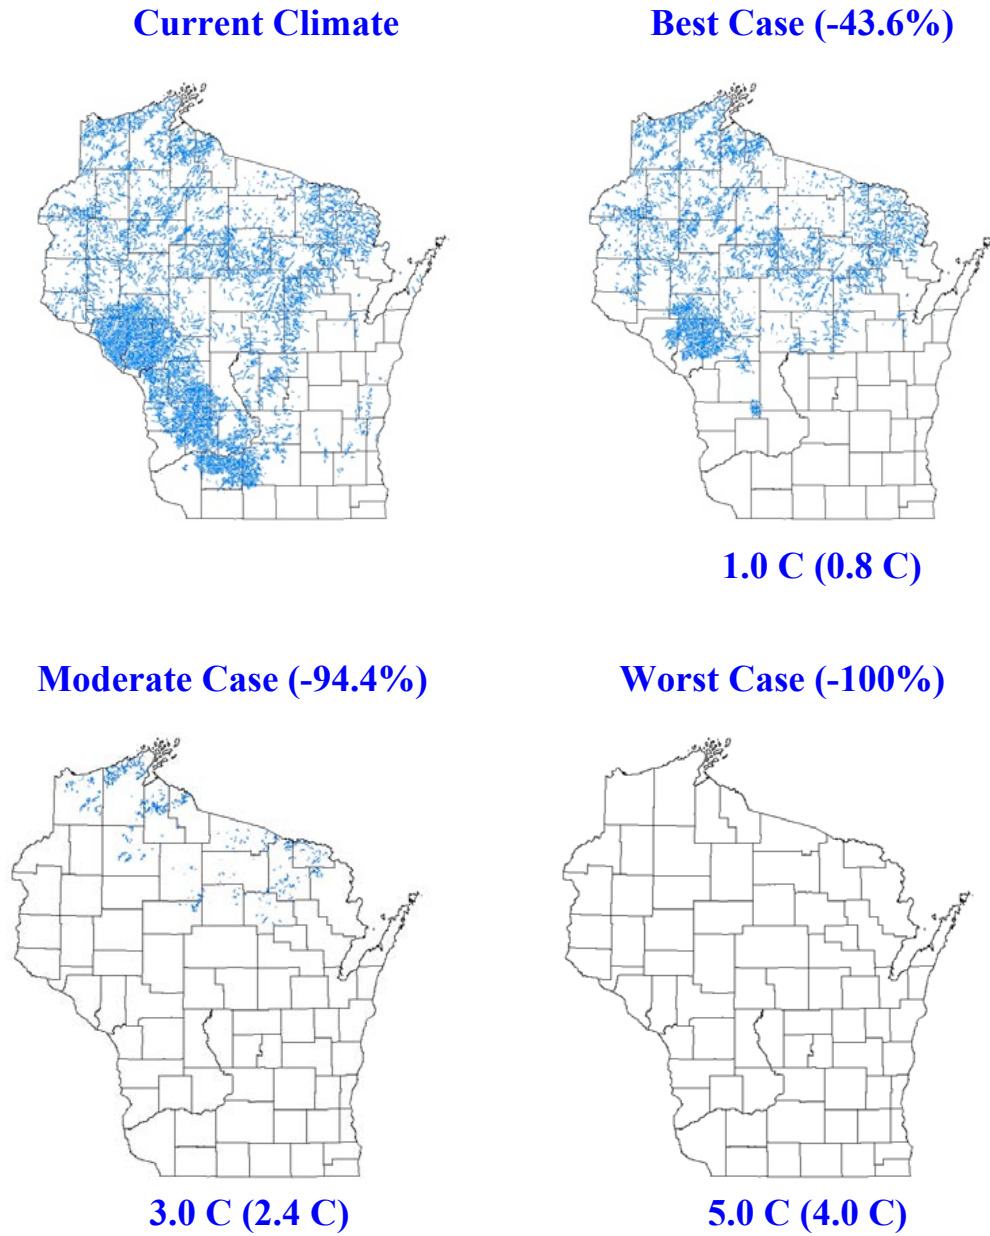 Current Climate
Best Case (-43.6%)
1.0 C (0.8 C)
Moderate Case (-94.4%)
Worst Case (-100%)
3.0 C (2.4 C)
5.0 C (4.0 C)